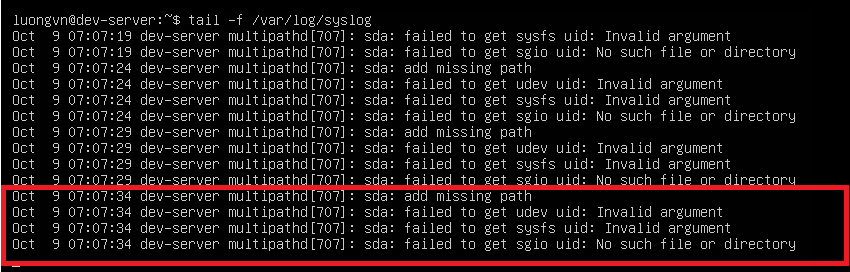 luongvn@dev-server:~$ tail -f /var/log/syslog
Oct  9 07:07:19 dev-server multipathd[707]: sda: failed to get sysfs uid: Invalid argument
Oct  9 07:07:19 dev-server multipathd[707]: sda: failed to get sgio uid: No such file or directory
Oct  9 07:07:24 dev-server multipathd[707]: sda: add missing path
Oct  9 07:07:24 dev-server multipathd[707]: sda: failed to get udev uid: Invalid argument
Oct  9 07:07:24 dev-server multipathd[707]: sda: failed to get sysfs uid: Invalid argument
Oct  9 07:07:24 dev-server multipathd[707]: sda: failed to get sgio uid: No such file or directory
Oct  9 07:07:29 dev-server multipathd[707]: sda: add missing path
Oct  9 07:07:29 dev-server multipathd[707]: sda: failed to get udev uid: Invalid argument
Oct  9 07:07:29 dev-server multipathd[707]: sda: failed to get sysfs uid: Invalid argument
Oct  9 07:07:29 dev-server multipathd[707]: sda: failed to get sgio uid: No such file or directory
Oct  9 07:07:34 dev-server multipathd[707]: sda: add missing path
Oct  9 07:07:34 dev-server multipathd[707]: sda: failed to get udev uid: Invalid argument
Oct  9 07:07:34 dev-server multipathd[707]: sda: failed to get sysfs uid: Invalid argument
Oct  9 07:07:34 dev-server multipathd[707]: sda: failed to get sgio uid: No such file or directory